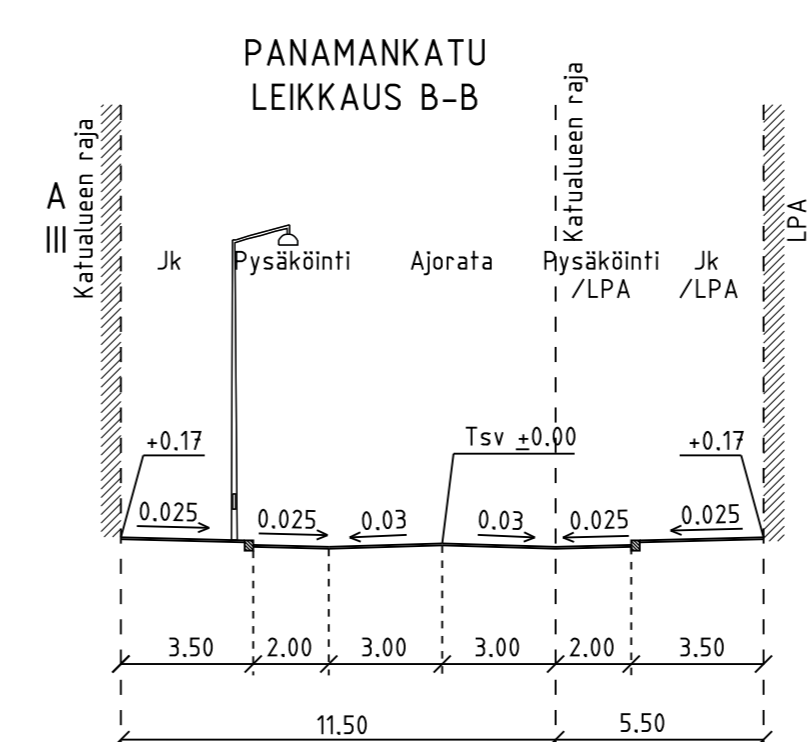 PANAMANKATU
LEIKKAUS B-B
Katualueen raja
A
III
Katualueen raja
LPA
Jk
Pysäköinti
Ajorata
Pysäköinti
/LPA
Jk
/LPA
+0.17
Tsv ±0.00
+0.17
0.025
0.025
0.03
0.03
0.025
0.025
3.50
2.00
3.00
3.00
2.00
3.50
11.50
5.50